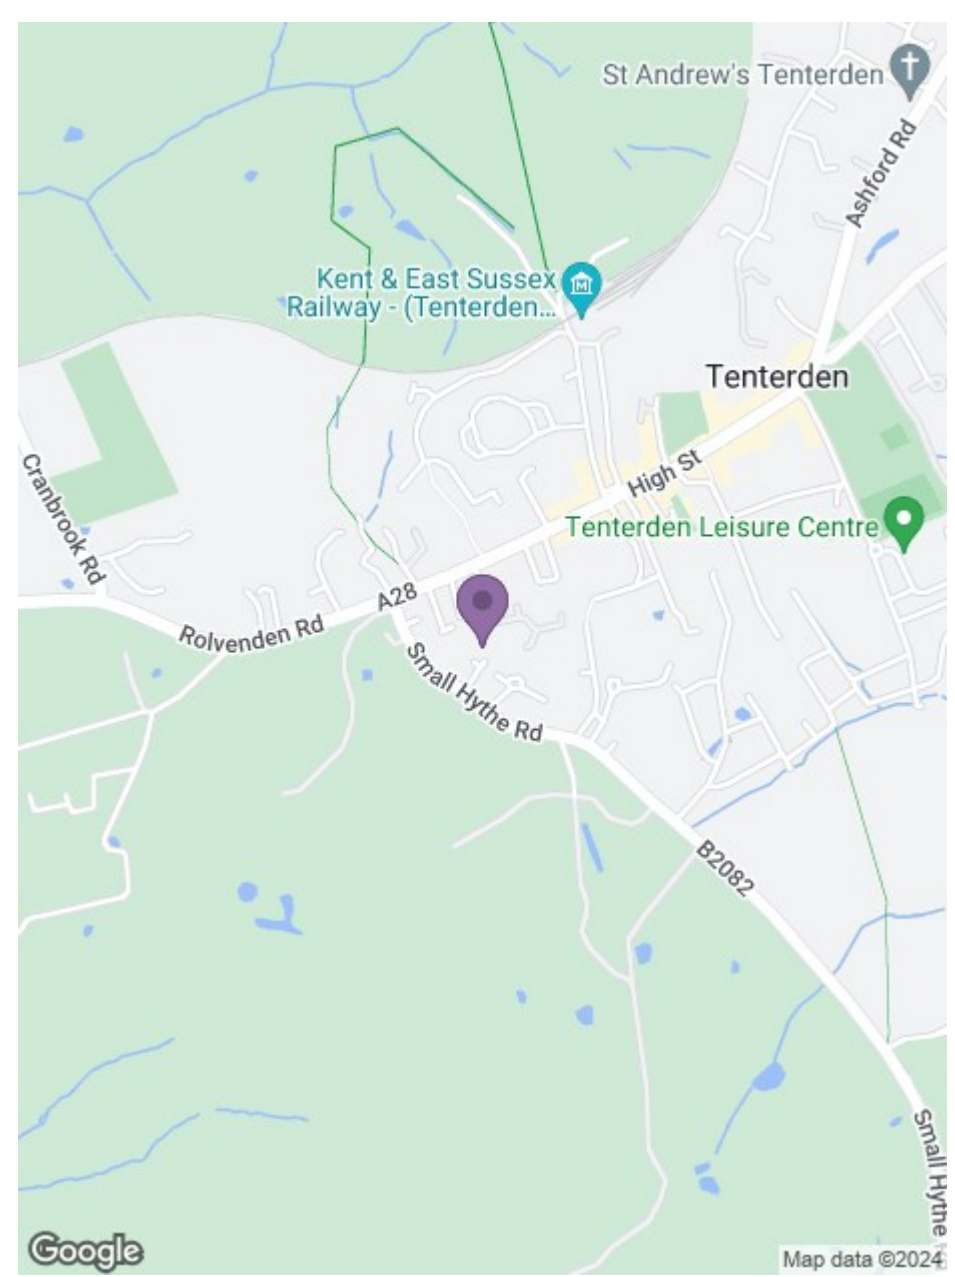 St Andrew's Tenterden
Ashford Rd
Kent & East Sussex
Railway - (Tenterden...
Tenterden
High St
Cranbrook Rd
Tenterden Leisure Centre
A28
Rolvenden Rd
Small Hythe Rd
B2082
Small Hythe
Google
Map data ©2024